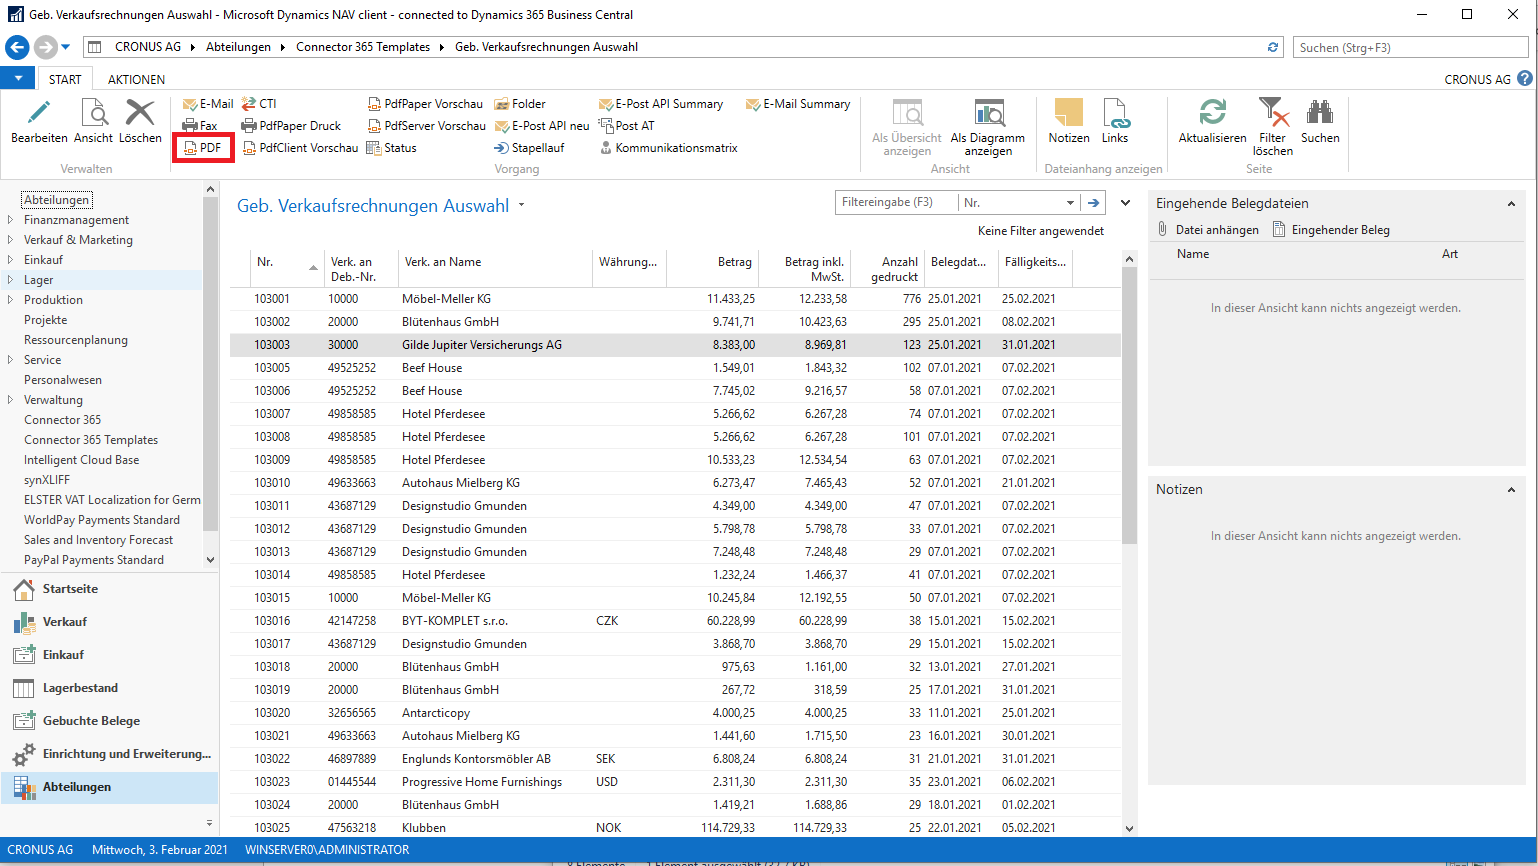 Geb. Verkaufsrechnungen Auswahl - Microsoft Dynamics NAV client - connected to Dynamics 365 Business Central
CRONUS AG Abteilungen Connector 365 Templates Geb. Verkaufsrechnungen Auswahl
Suchen (Strg+F3)
START AKTIONEN
CRONUS AG
Bearbeiten Ansicht Löschen
Verwalten
E-Mail CTI PdfPaper Vorschau Folder E-Post API Summary E-Mail Summary
Fax PdfPaper Druck PdfServer Vorschau E-Post API neu Post AT
PDF PdfClient Vorschau Status Stapellauf Kommunikationsmatrix
Vorgang
Als Übersicht anzeigen
Als Diagramm anzeigen
Ansicht
Notizen Links
Dateianhang anzeigen
Aktualisieren Filter löschen Suchen
Seite
Abteilungen
Finanzmanagement
Verkauf & Marketing
Einkauf
Lager
Produktion
Projekte
Ressourcenplanung
Service
Personalwesen
Verwaltung
Connector 365
Connector 365 Templates
Intelligent Cloud Base
synXLIFF
ELSTER VAT Localization for Germ
WorldPay Payments Standard
Sales and Inventory Forecast
PayPal Payments Standard
Startseite
Verkauf
Einkauf
Lagerbestand
Gebuchte Belege
Einrichtung und Erweiterung...
Abteilungen
Geb. Verkaufsrechnungen Auswahl
Filtereingabe (F3) Nr.
Keine Filter angewendet
Nr. Verk. an Deb.-Nr. Verk. an Name Währung... Betrag Betrag inkl. MwSt. Anzahl gedruckt Belegdat... Fälligkeits...
103001 10000 Möbel-Meller KG 11.433,25 12.233,58 776 25.01.2021 25.02.2021
103002 20000 Blütenhaus GmbH 9.741,71 10.423,63 295 25.01.2021 08.02.2021
103003 30000 Gilde Jupiter Versicherungs AG 8.383,00 8.969,81 123 25.01.2021 31.01.2021
103005 49525252 Beef House 1.549,01 1.843,32 102 07.01.2021 07.02.2021
103006 49525252 Beef House 7.745,02 9.216,57 58 07.01.2021 07.02.2021
103007 49858585 Hotel Pferdesee 5.266,62 6.267,28 74 07.01.2021 07.02.2021
103008 49858585 Hotel Pferdesee 5.266,62 6.267,28 101 07.01.2021 07.02.2021
103009 49858585 Hotel Pferdesee 10.533,23 12.534,54 63 07.01.2021 07.02.2021
103010 49633663 Autohaus Mielberg KG 6.273,47 7.465,43 52 07.01.2021 21.01.2021
103011 43687129 Designstudio Gmunden 4.349,00 4.349,00 47 07.01.2021 07.02.2021
103012 43687129 Designstudio Gmunden 5.798,78 5.798,78 33 07.01.2021 07.02.2021
103013 43687129 Designstudio Gmunden 7.248,48 7.248,48 29 07.01.2021 07.02.2021
103014 49858585 Hotel Pferdesee 1.232,24 1.466,37 41 07.01.2021 07.02.2021
103015 10000 Möbel-Meller KG 10.245,84 12.192,55 50 07.01.2021 07.02.2021
103016 42147258 BYT-KOMPLET s.r.o. CZK 60.228,99 60.228,99 38 15.01.2021 15.02.2021
103017 43687129 Designstudio Gmunden 3.868,70 3.868,70 29 15.01.2021 15.02.2021
103018 20000 Blütenhaus GmbH 975,63 1.161,00 32 13.01.2021 27.01.2021
103019 20000 Blütenhaus GmbH 267,72 318,59 25 17.01.2021 31.01.2021
103020 32656565 Antarcticopy 4.000,25 4.000,25 33 11.01.2021 25.01.2021
103021 49633663 Autohaus Mielberg KG 1.441,60 1.715,50 23 16.01.2021 30.01.2021
103022 46897889 Englunds Kontorsmöbler AB SEK 6.808,24 6.808,24 31 21.01.2021 31.01.2021
103023 01445544 Progressive Home Furnishings USD 2.311,30 2.311,30 35 23.01.2021 06.02.2021
103024 20000 Blütenhaus GmbH 1.419,21 1.688,86 29 18.01.2021 01.02.2021
103025 47563218 Klubben NOK 114.729,33 114.729,33 25 22.01.2021 05.02.2021
Eingehende Belegdateien
Datei anhängen Eingehender Beleg
Name Art
In dieser Ansicht kann nichts angezeigt werden.
Notizen
In dieser Ansicht kann nichts angezeigt werden.
CRONUS AG Mittwoch, 3. Februar 2021 WINSERVER0\ADMINISTRATOR